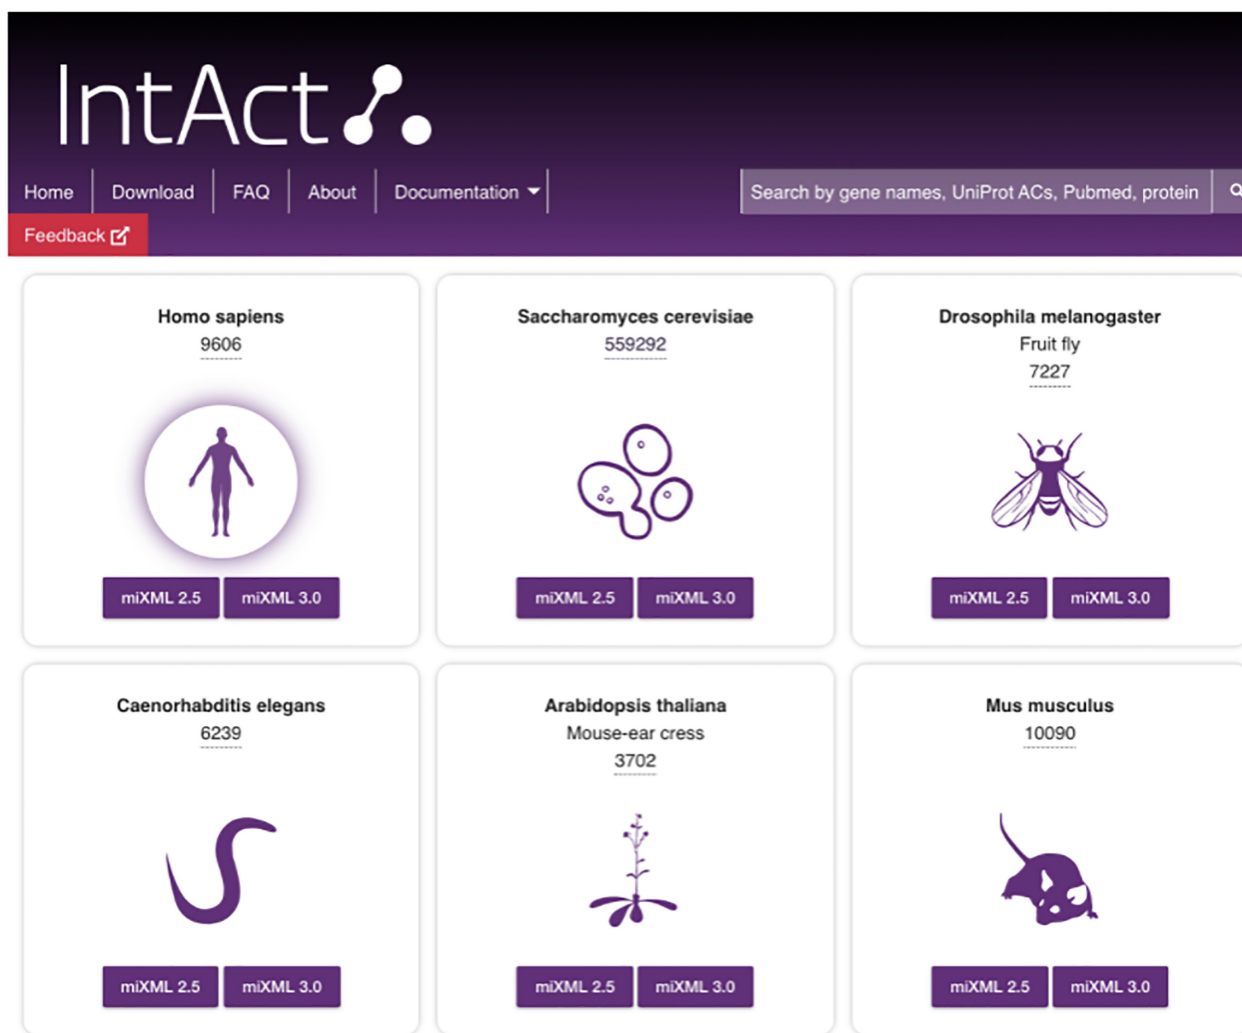 IntAct
Home Download FAQ About Documentation
Search by gene names, UniProt ACs, Pubmed, protein
Feedback
Homo sapiens
9606
miXML 2.5 miXML 3.0
Saccharomyces cerevisiae
559292
miXML 2.5 miXML 3.0
Drosophila melanogaster
Fruit fly
7227
miXML 2.5 miXML 3.0
Caenorhabditis elegans
6239
miXML 2.5 miXML 3.0
Arabidopsis thaliana
Mouse-ear cress
3702
miXML 2.5 miXML 3.0
Mus musculus
10090
miXML 2.5 miXML 3.0